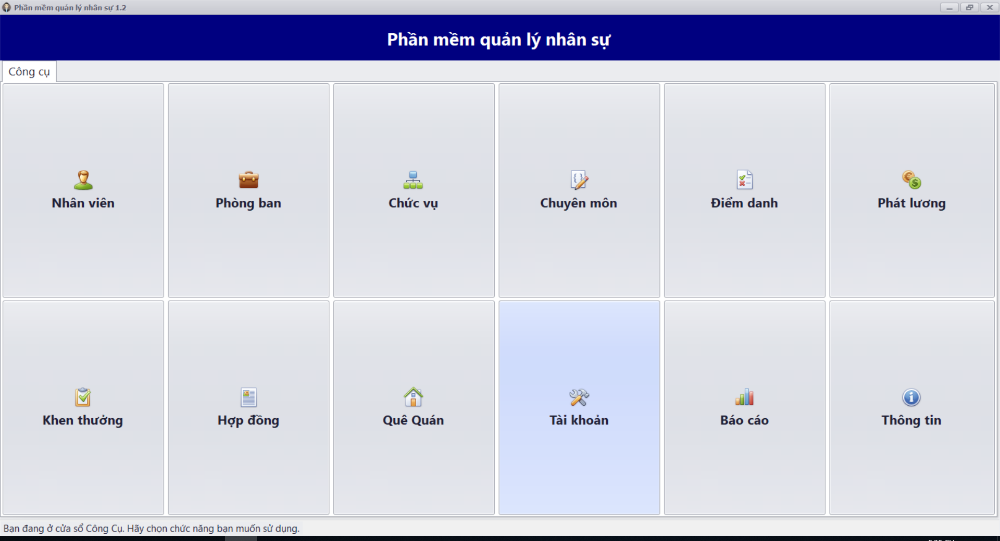 Phần mềm quản lý nhân sự 1.2
Phần mềm quản lý nhân sự
Công cụ
Nhân viên
Phòng ban
Chức vụ
Chuyên môn
Điểm danh
Phát lương
Khen thưởng
Hợp đồng
Quê Quán
Tài khoản
Báo cáo
Thông tin
Bạn đang ở cửa sổ Công Cụ. Hãy chọn chức năng bạn muốn sử dụng.